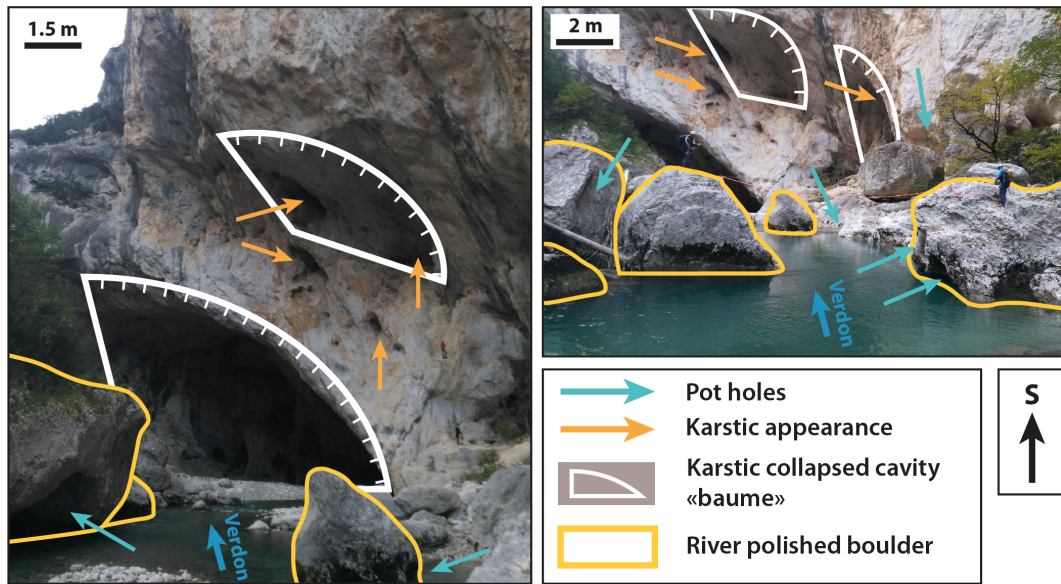 1.5 m
Verdon
2 m
Verdon
Pot holes
Karstic appearance
Karstic collapsed cavity
«baume»
River polished boulder
S